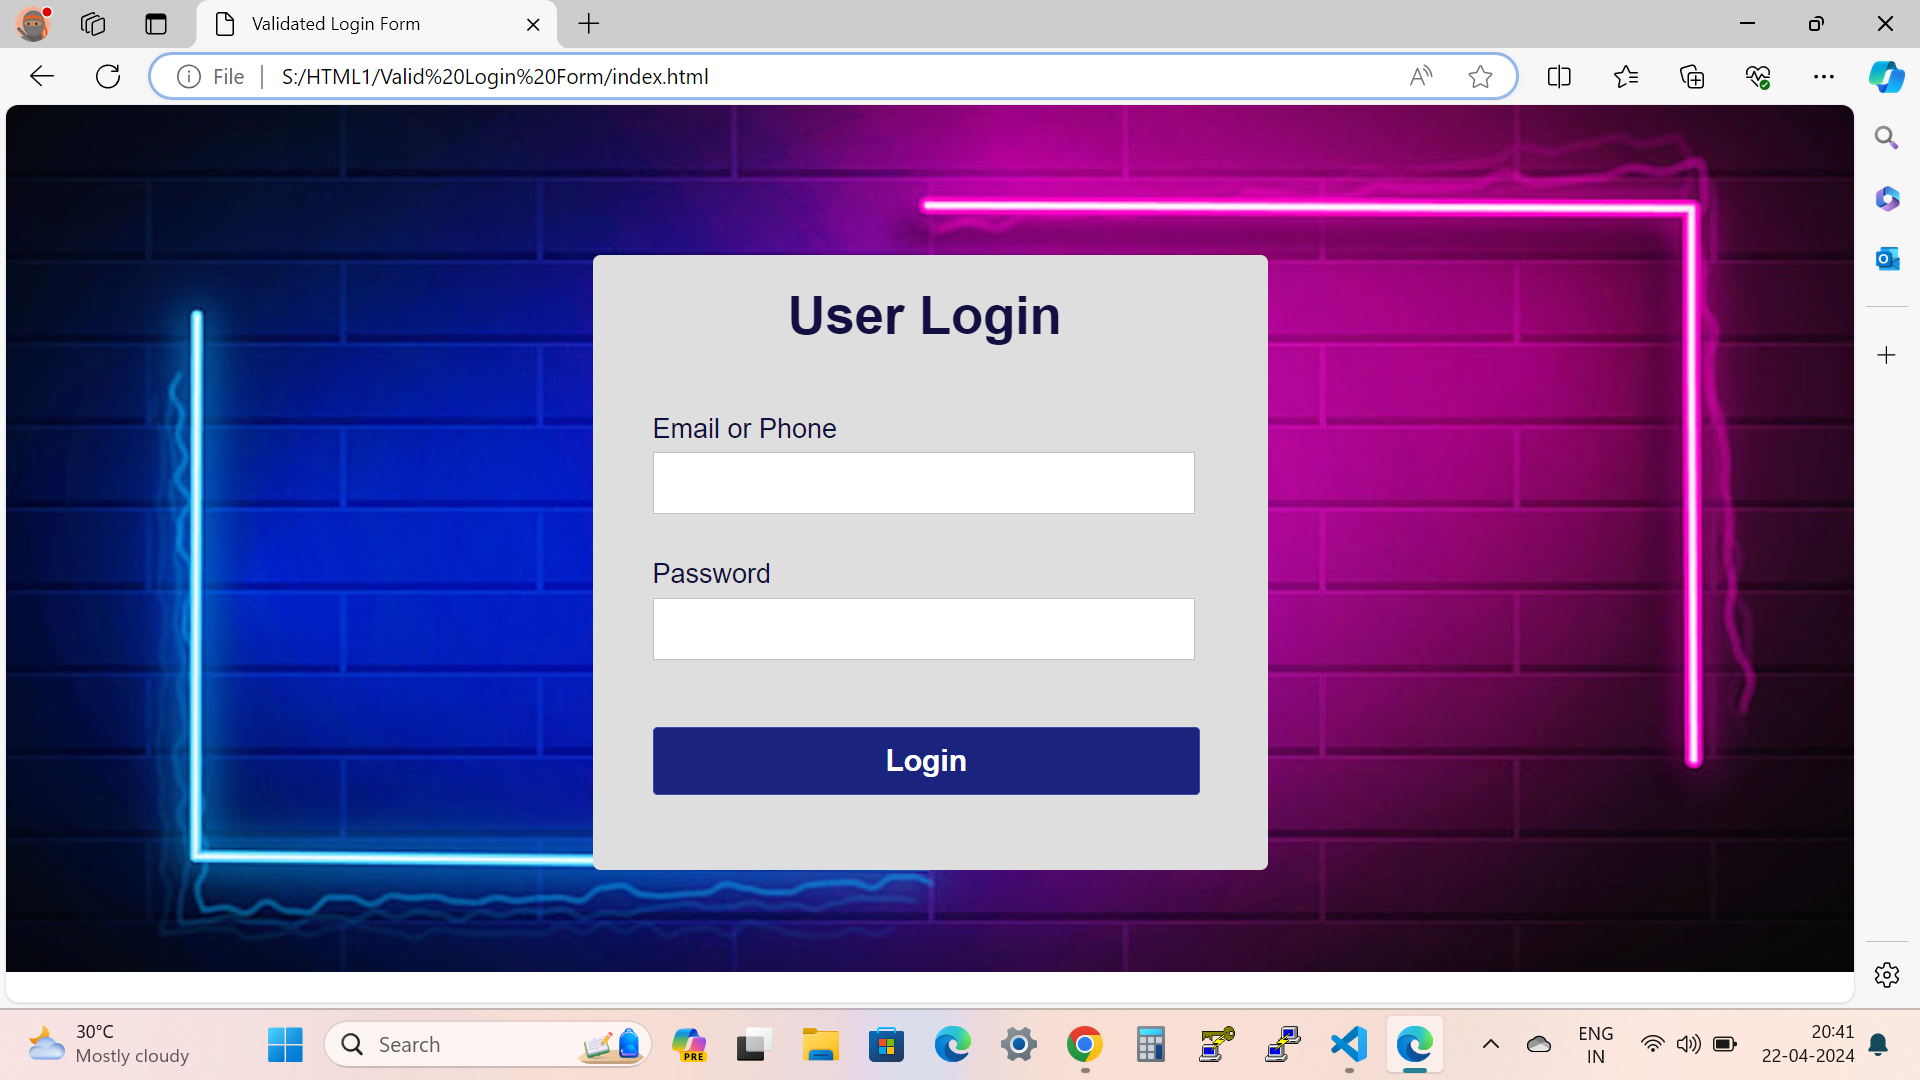 Validated Login Form
File
S:/HTML1/Valid%20Login%20Form/index.html
User Login
Email or Phone
Password
Login
30°C
Mostly cloudy
Search
PRE
ENG
IN
20:41
22-04-2024